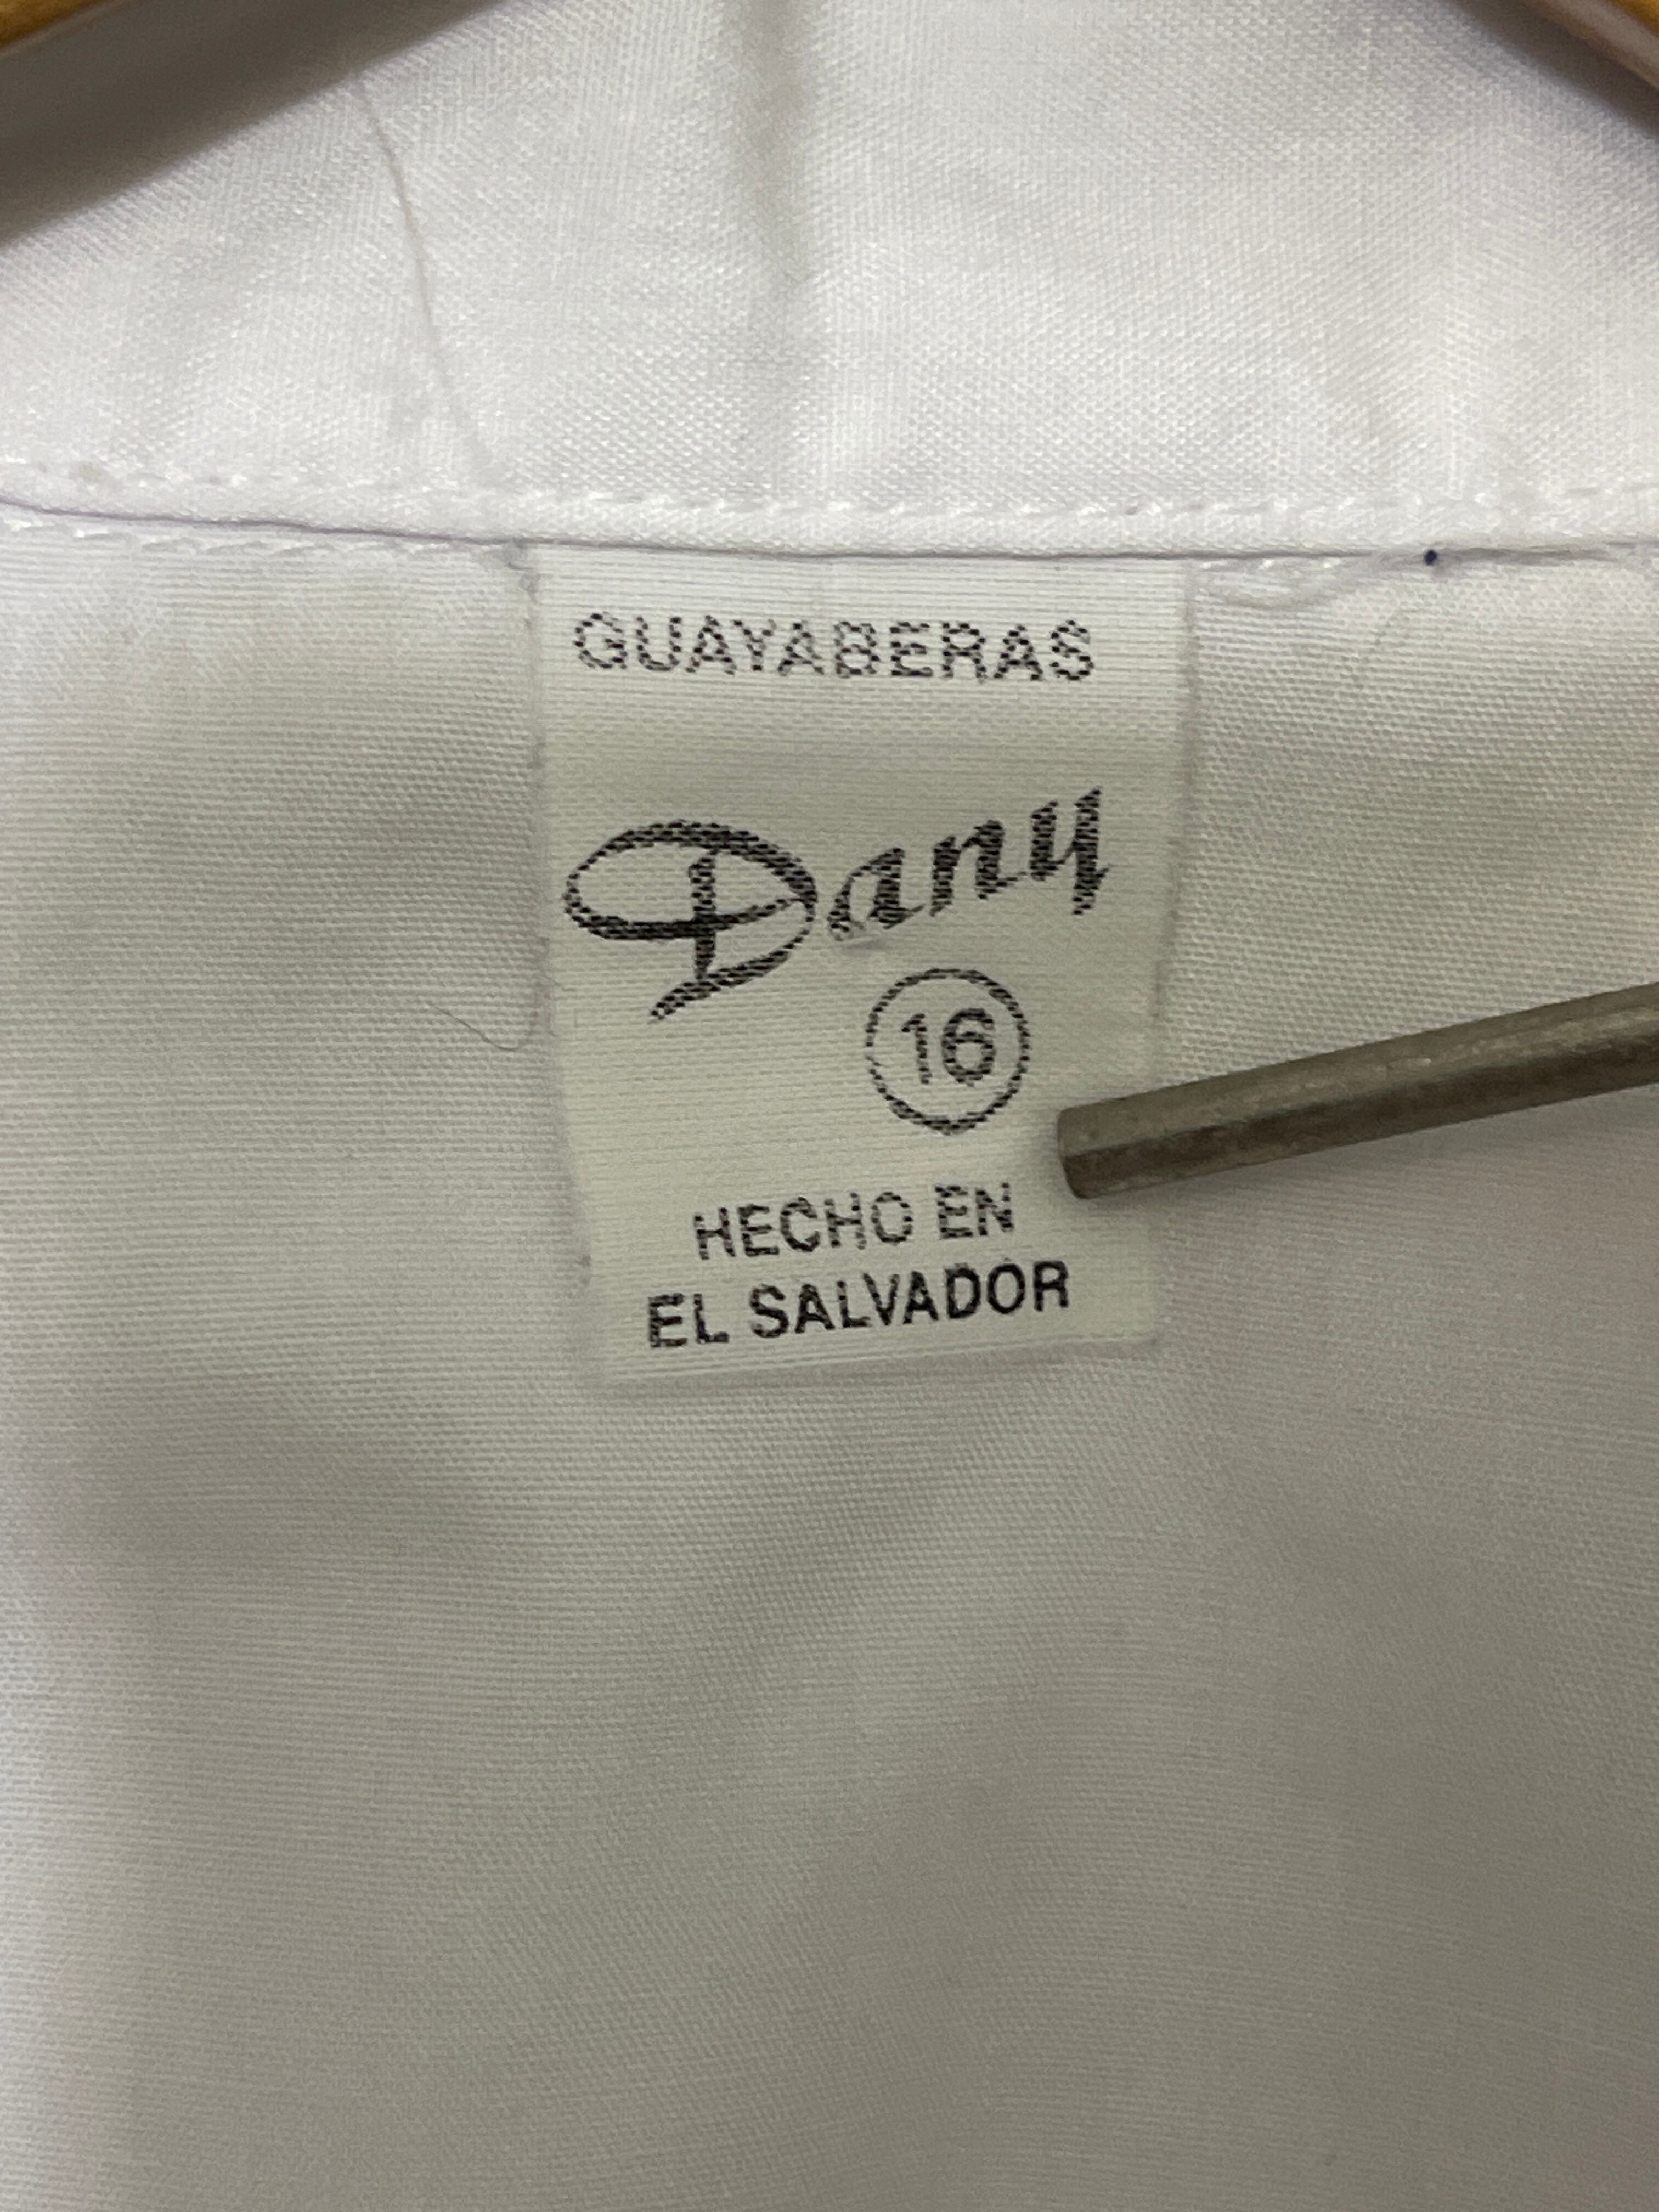 GUAYABERAS
Dany
16
HECHO EN
EL SALVADOR